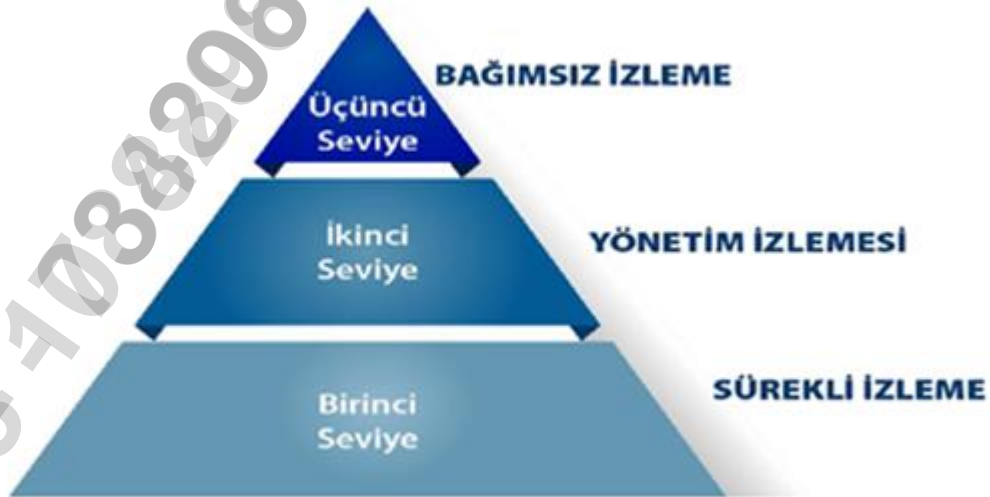 BAĞIMSIZ İZLEME
Üçüncü
Seviye
İkinci
Seviye
YÖNETİM İZLEMESİ
SÜREKLİ İZLEME
Birinci
Seviye